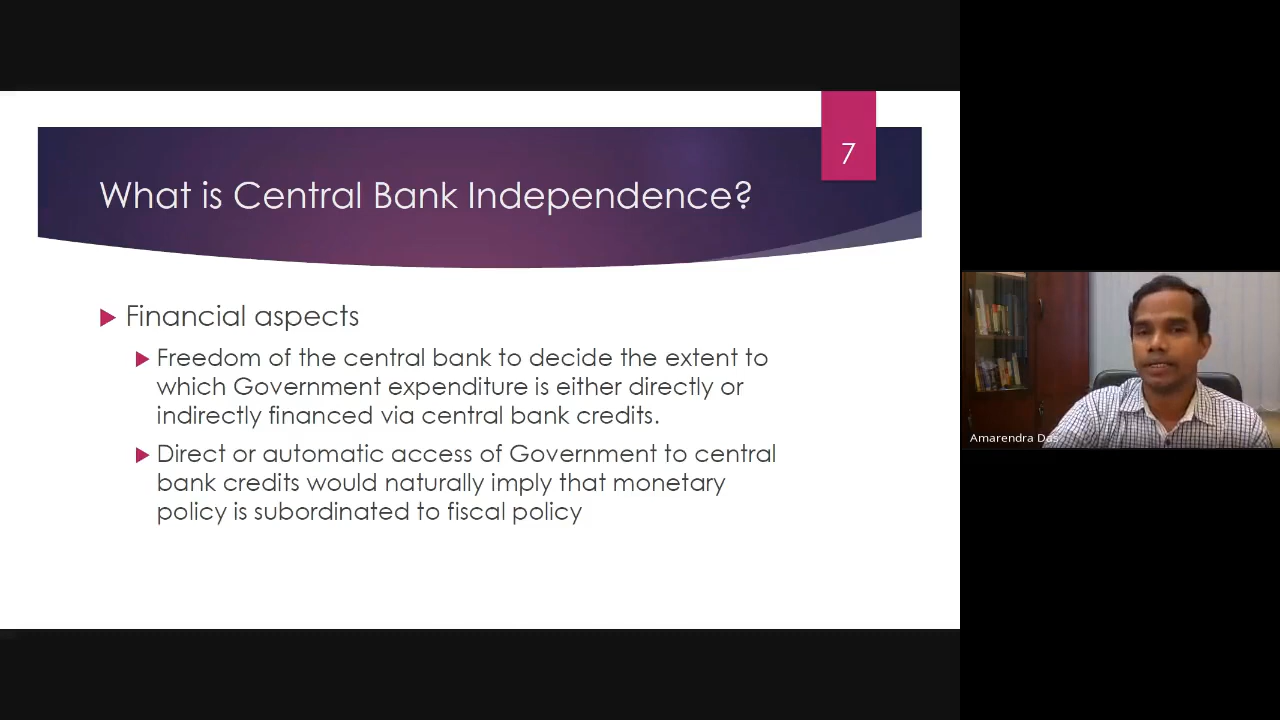 7
What is Central Bank Independence?
Financial aspects
Freedom of the central bank to decide the extent to
which Government expenditure is either directly or
indirectly financed via central bank credits.
Direct or automatic access of Government to central
bank credits would naturally imply that monetary
policy is subordinated to fiscal policy
Amarendra Das